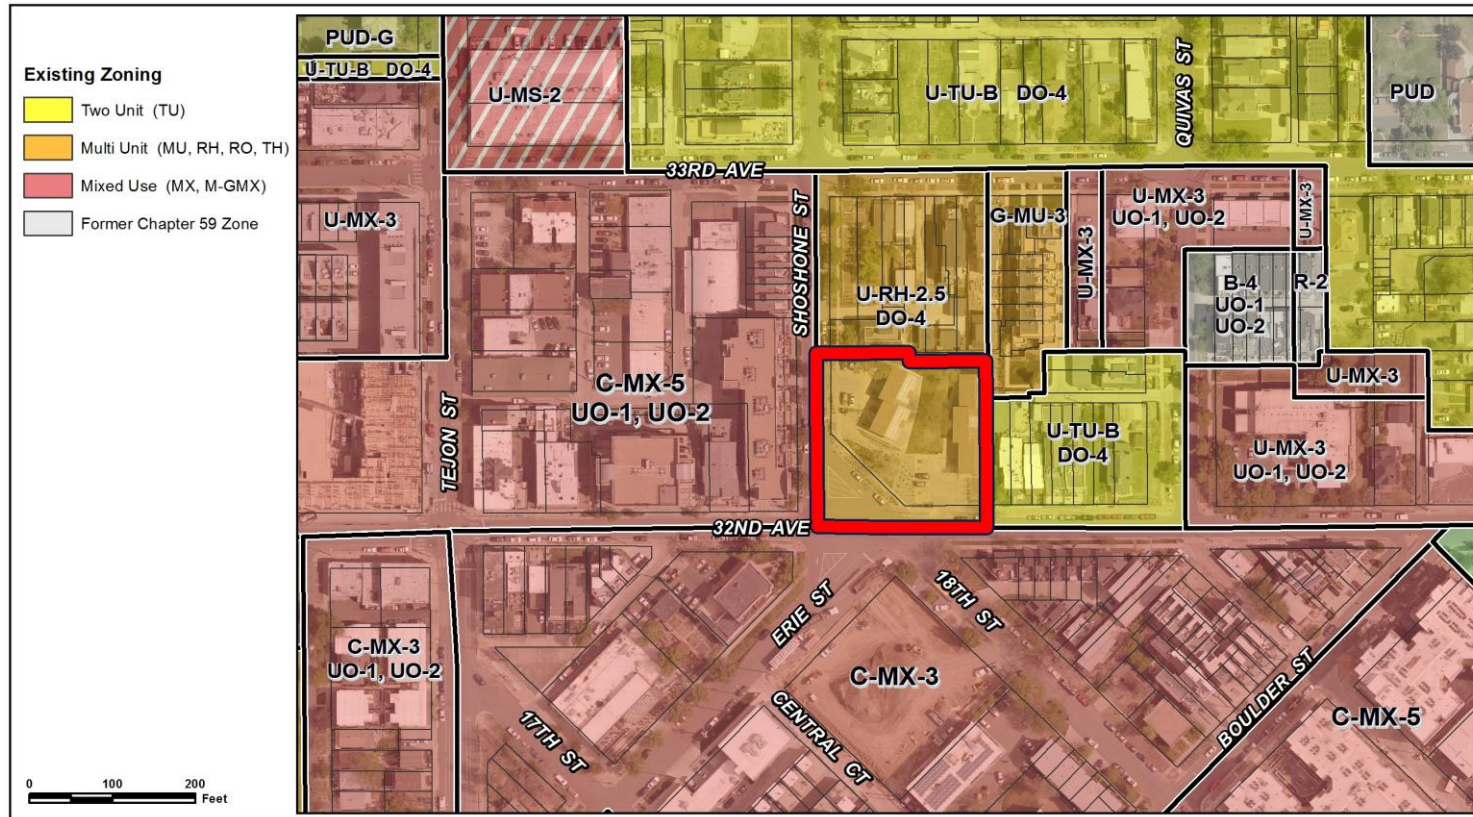 Existing Zoning
Two Unit (TU)
Multi Unit (MU, RH, RO, TH)
Mixed Use (MX, M-GMX)
Former Chapter 59 Zone
0 100 200
Feet
PUD-G
U-TU-B DO-4
U-MS-2
U-TU-B DO-4
QUIVAS ST
PUD
33RD AVE
U-MX-3
SHOSHONE ST
G-MU-3
U-MX-3
U-MX-3
UO-1, UO-2
U-MX-3
U-RH-2.5
DO-4
B-4
UO-1
UO-2
R-2
C-MX-5
UO-1, UO-2
TEJON ST
U-MX-3
U-TU-B
DO-4
U-MX-3
UO-1, UO-2
32ND AVE
ERIE ST
18TH ST
C-MX-3
UO-1, UO-2
C-MX-3
17TH ST
CENTRAL CT
BOULDER ST
C-MX-5